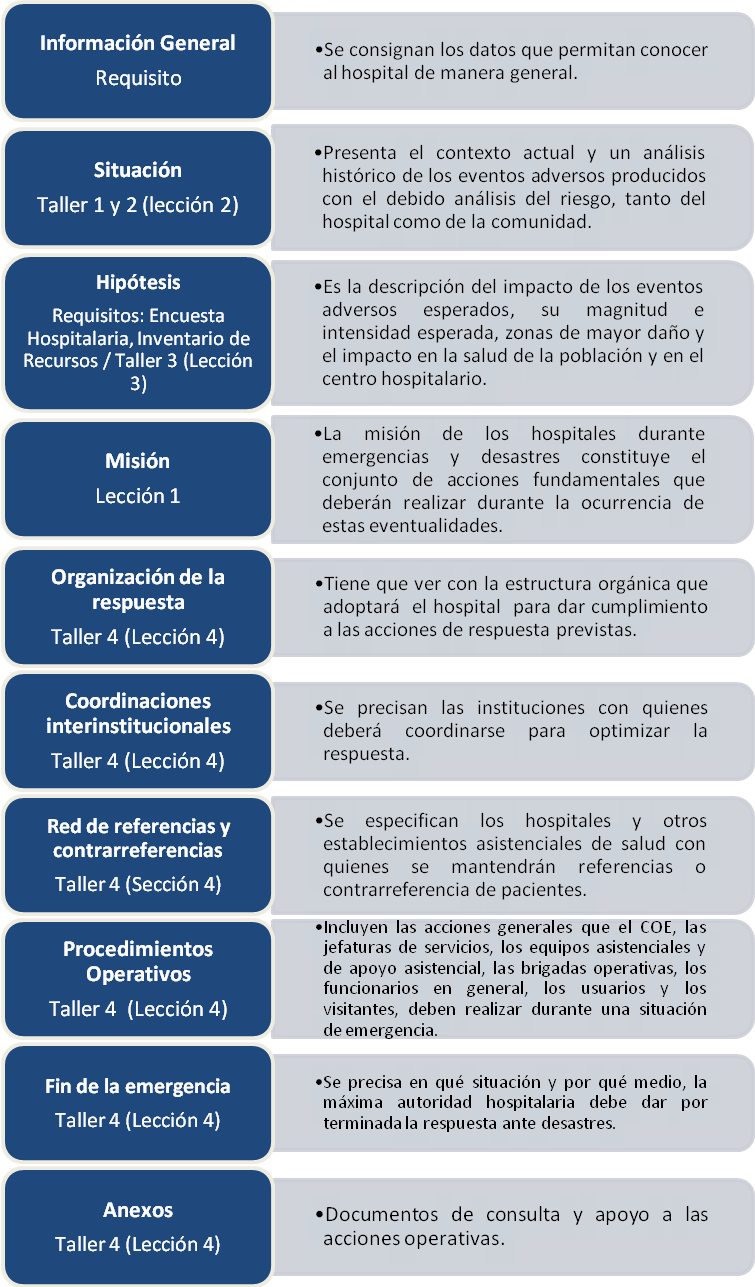 Información General
Requisito
•Se consignan los datos que permitan conocer
al hospital de manera general.
Situación
Taller 1 y 2 (lección 2)
•Presenta el contexto actual y un análisis
histórico de los eventos adversos producidos
con el debido análisis del riesgo, tanto del
hospital como de la comunidad.
Hipótesis
Requisitos: Encuesta
Hospitalaria, Inventario de
Recursos / Taller 3 (Lección
3)
•Es la descripción del impacto de los eventos
adversos esperados, su magnitud e
intensidad esperada, zonas de mayor daño y
el impacto en la salud de la población y en el
centro hospitalario.
Misión
Lección 1
•La misión de los hospitales durante
emergencias y desastres constituye el
conjunto de acciones fundamentales que
deberán realizar durante la ocurrencia de
estas eventualidades.
Organización de la
respuesta
Taller 4 (Lección 4)
•Tiene que ver con la estructura orgánica que
adoptará el hospital para dar cumplimiento
a las acciones de respuesta previstas.
Coordinaciones
interinstitucionales
Taller 4 (Lección 4)
•Se precisan las instituciones con quienes
deberá coordinarse para optimizar la
respuesta.
Red de referencias y
contrarreferencias
Taller 4 (Sección 4)
•Se especifican los hospitales y otros
establecimientos asistenciales de salud con
quienes se mantendrán referencias o
contrarreferencia de pacientes.
Procedimientos
Operativos
Taller 4 (Lección 4)
•Incluyen las acciones generales que el COE, las
jefaturas de servicios, los equipos asistenciales y
de apoyo asistencial, las brigadas operativas, los
funcionarios en general, los usuarios y los
visitantes, deben realizar durante una situación
de emergencia.
Fin de la emergencia
Taller 4 (Lección 4)
•Se precisa en qué situación y por qué medio, la
máxima autoridad hospitalaria debe dar por
terminada la respuesta ante desastres.
Anexos
Taller 4 (Lección 4)
•Documentos de consulta y apoyo a las
acciones operativas.